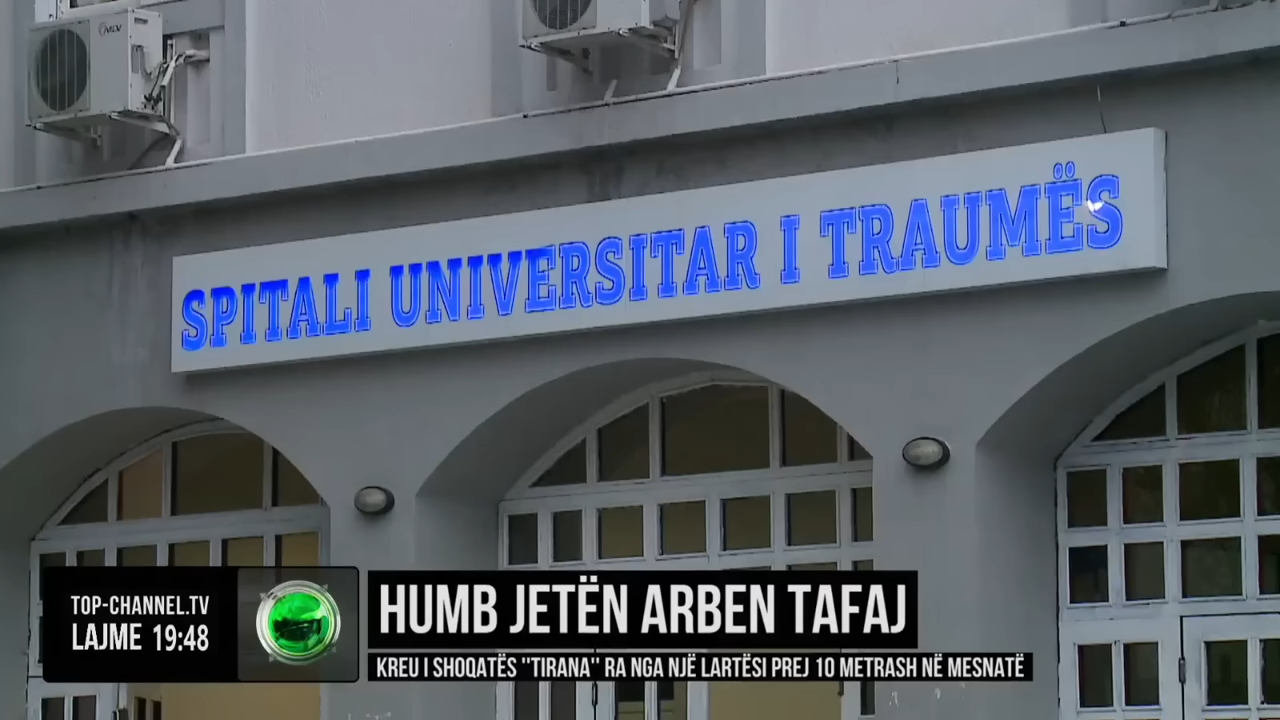 MLV
SPITALI UNIVERSITAR I TRAUMËS
TOP-CHANNEL.TV
LAJME 19:48
HUMB JETËN ARBEN TAFAJ
KREU I SHOQATËS "TIRANA" RA NGA NJË LARTËSI PREJ 10 METRASH NË MESNATË